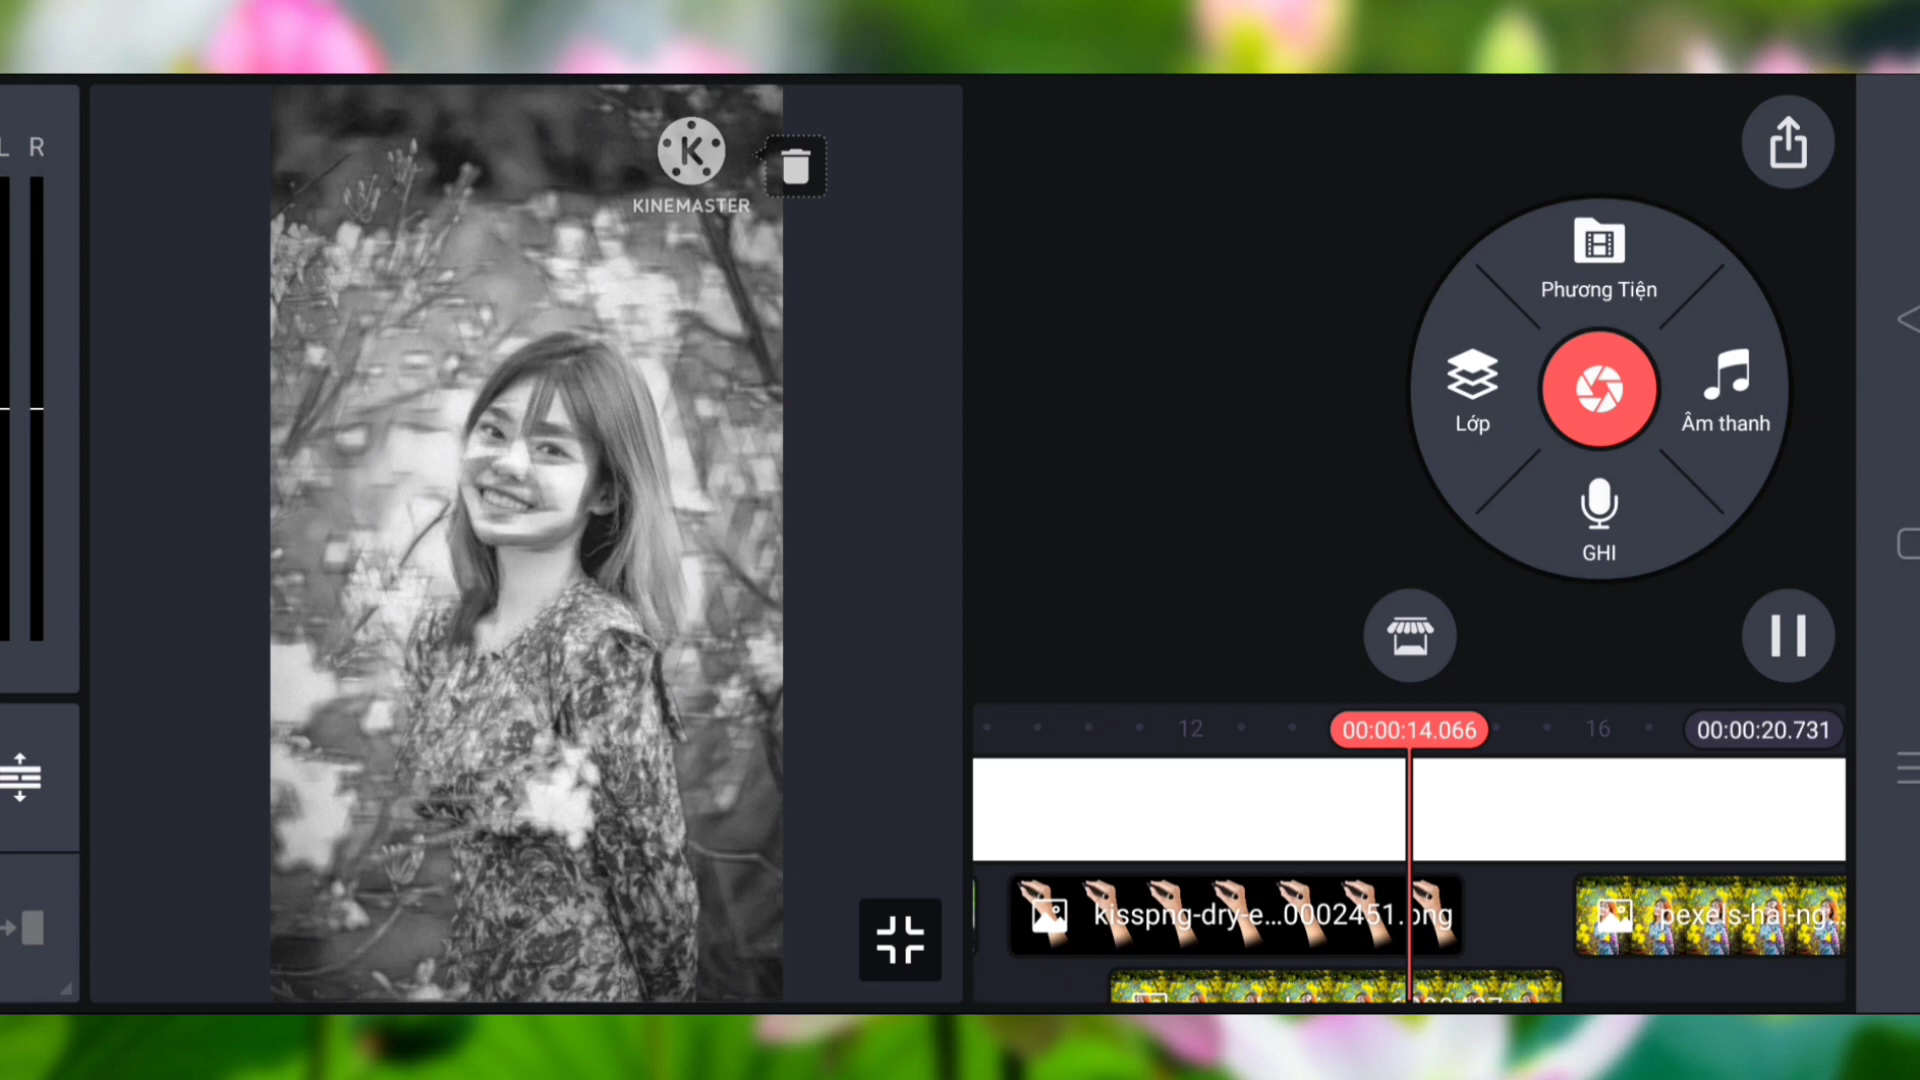 L R
K
KINEMASTER
Phương Tiện
Lớp
Âm thanh
GHI
12
00:00:14.066
16
00:00:20.731
kisspng-dry-e...0002451.png
pexels-hải-ng...